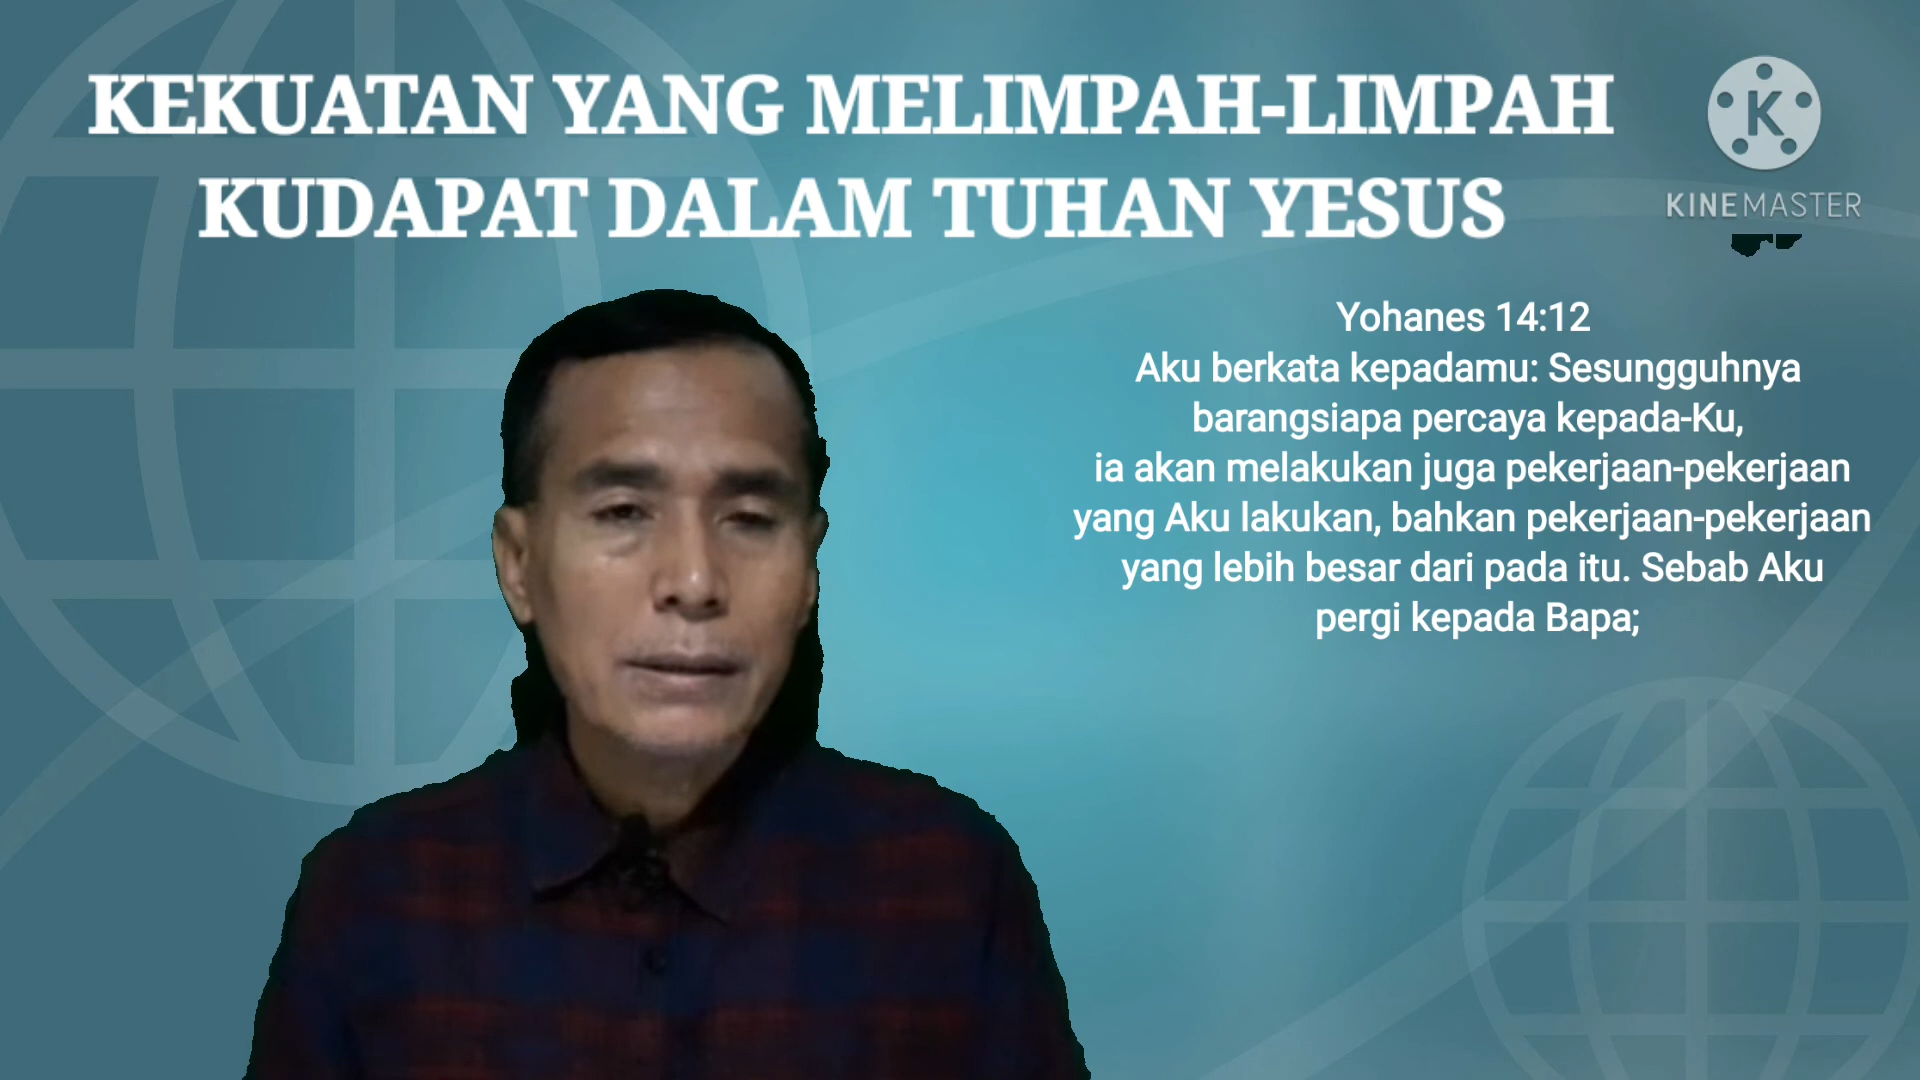 KEKUATAN YANG MELIMPAH-LIMPAH
KUDAPAT DALAM TUHAN YESUS
K
KINEMASTER
Yohanes 14:12
Aku berkata kepadamu: Sesungguhnya
barangsiapa percaya kepada-Ku,
ia akan melakukan juga pekerjaan-pekerjaan
yang Aku lakukan, bahkan pekerjaan-pekerjaan
yang lebih besar dari pada itu. Sebab Aku
pergi kepada Bapa;